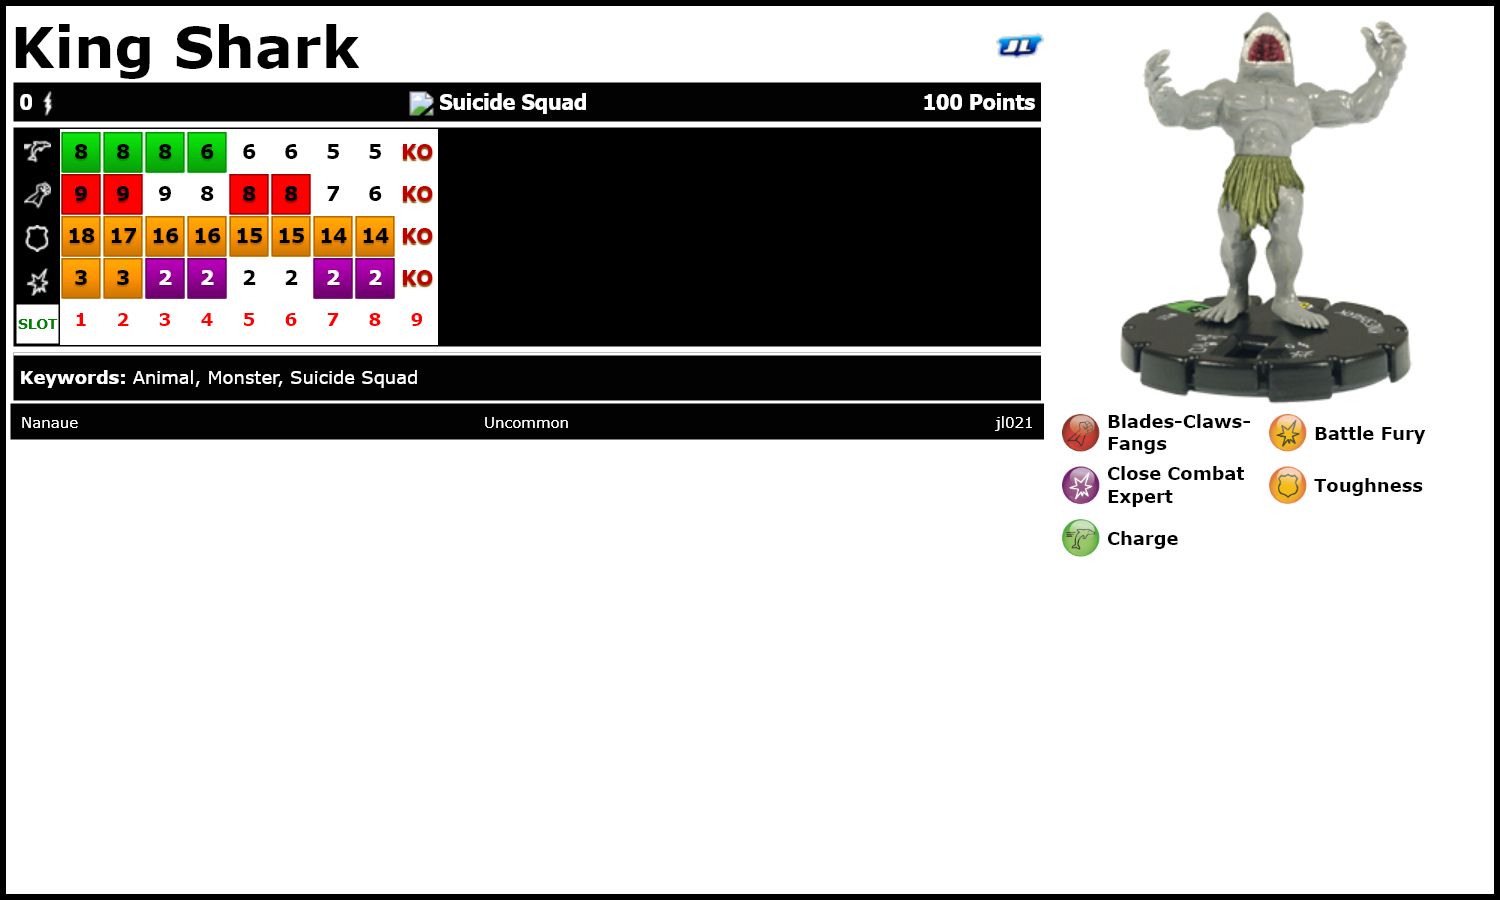 King Shark
JL
0 Suicide Squad 100 Points
8 8 8 6 6 6 5 5 KO
9 9 9 8 8 8 7 6 KO
18 17 16 16 15 15 14 14 KO
3 3 2 2 2 2 2 2 KO
SLOT 1 2 3 4 5 6 7 8 9
Keywords: Animal, Monster, Suicide Squad
Nanaue Uncommon jl021
Blades-Claws-
Fangs
Battle Fury
Close Combat
Expert
Toughness
Charge